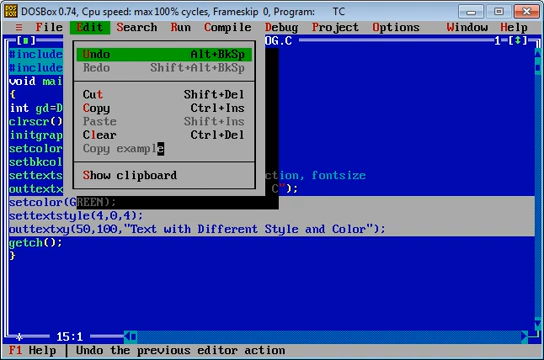 DOSBox 0.74, Cpu speed: max 100% cycles, Frameskip 0, Program: TC
≡ File Edit Search Run Compile Debug Project Options Window Help
OG.C 1=[↕]
#include
#include
void mai
{
int gd=D
clrscr()
initgrap
setcolor
setbkcol
settexts ction, fontsize
outtextx C");
setcolor(GREEN);
settextstyle(4,0,4);
outtextxy(50,100,"Text with Different Style and Color");
getch();
}
Undo Alt+BkSp
Redo Shift+Alt+BkSp
Cut Shift+Del
Copy Ctrl+Ins
Paste Shift+Ins
Clear Ctrl+Del
Copy example
Show clipboard
* 15:1
F1 Help | Undo the previous editor action